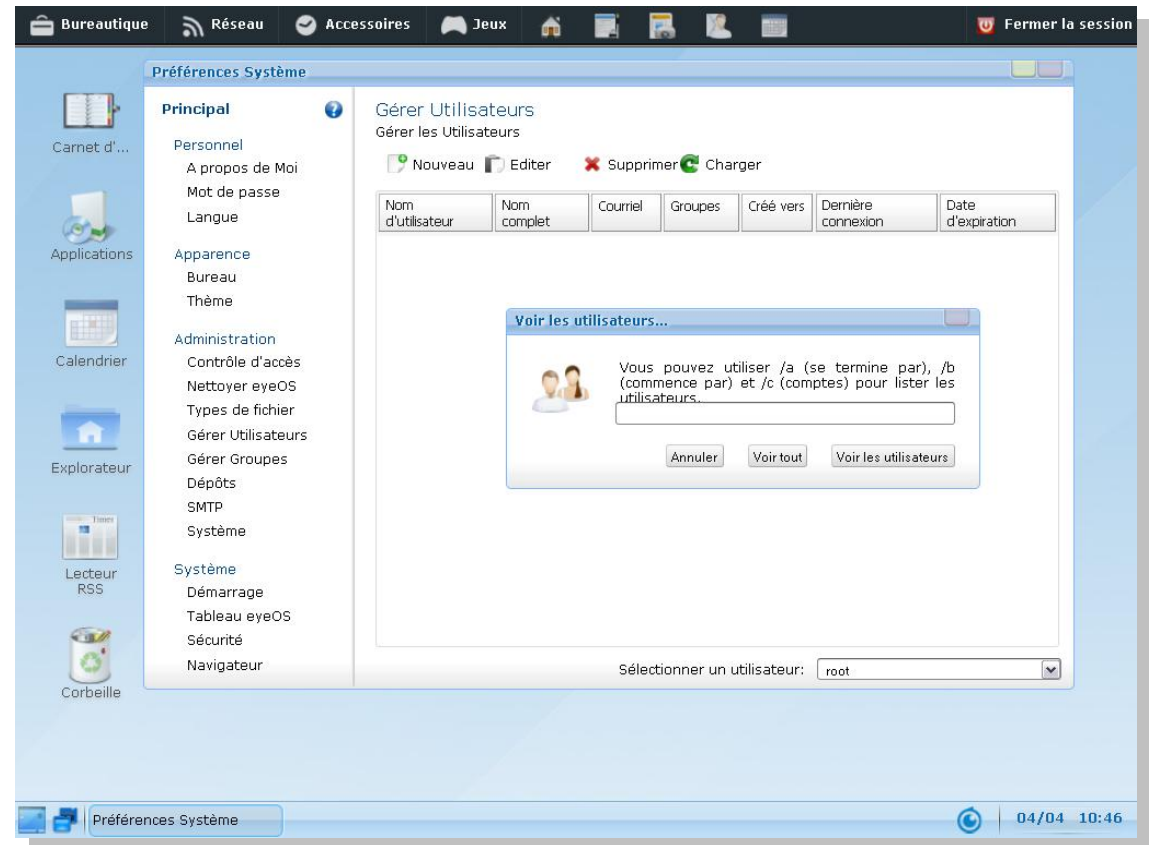 Bureautique Réseau Accessoires Jeux Fermer la session
Préférences Système
Carnet d'...
Applications
Calendrier
Explorateur
Times
Lecteur
RSS
Corbeille
Principal
Personnel
A propos de Moi
Mot de passe
Langue
Apparence
Bureau
Thème
Administration
Contrôle d'accès
Nettoyer eyeOS
Types de fichier
Gérer Utilisateurs
Gérer Groupes
Dépôts
SMTP
Système
Système
Démarrage
Tableau eyeOS
Sécurité
Navigateur
Gérer Utilisateurs
Gérer les Utilisateurs
Nouveau Editer Supprimer Charger
Nom d'utilisateur
Nom complet
Courriel
Groupes
Créé vers
Dernière connexion
Date d'expiration
Voir les utilisateurs...
Vous pouvez utiliser /a (se termine par), /b
(commence par) et /c (comptes) pour lister les
utilisateurs.
Annuler Voir tout Voir les utilisateurs
Sélectionner un utilisateur: root
Préférences Système
04/04 10:46